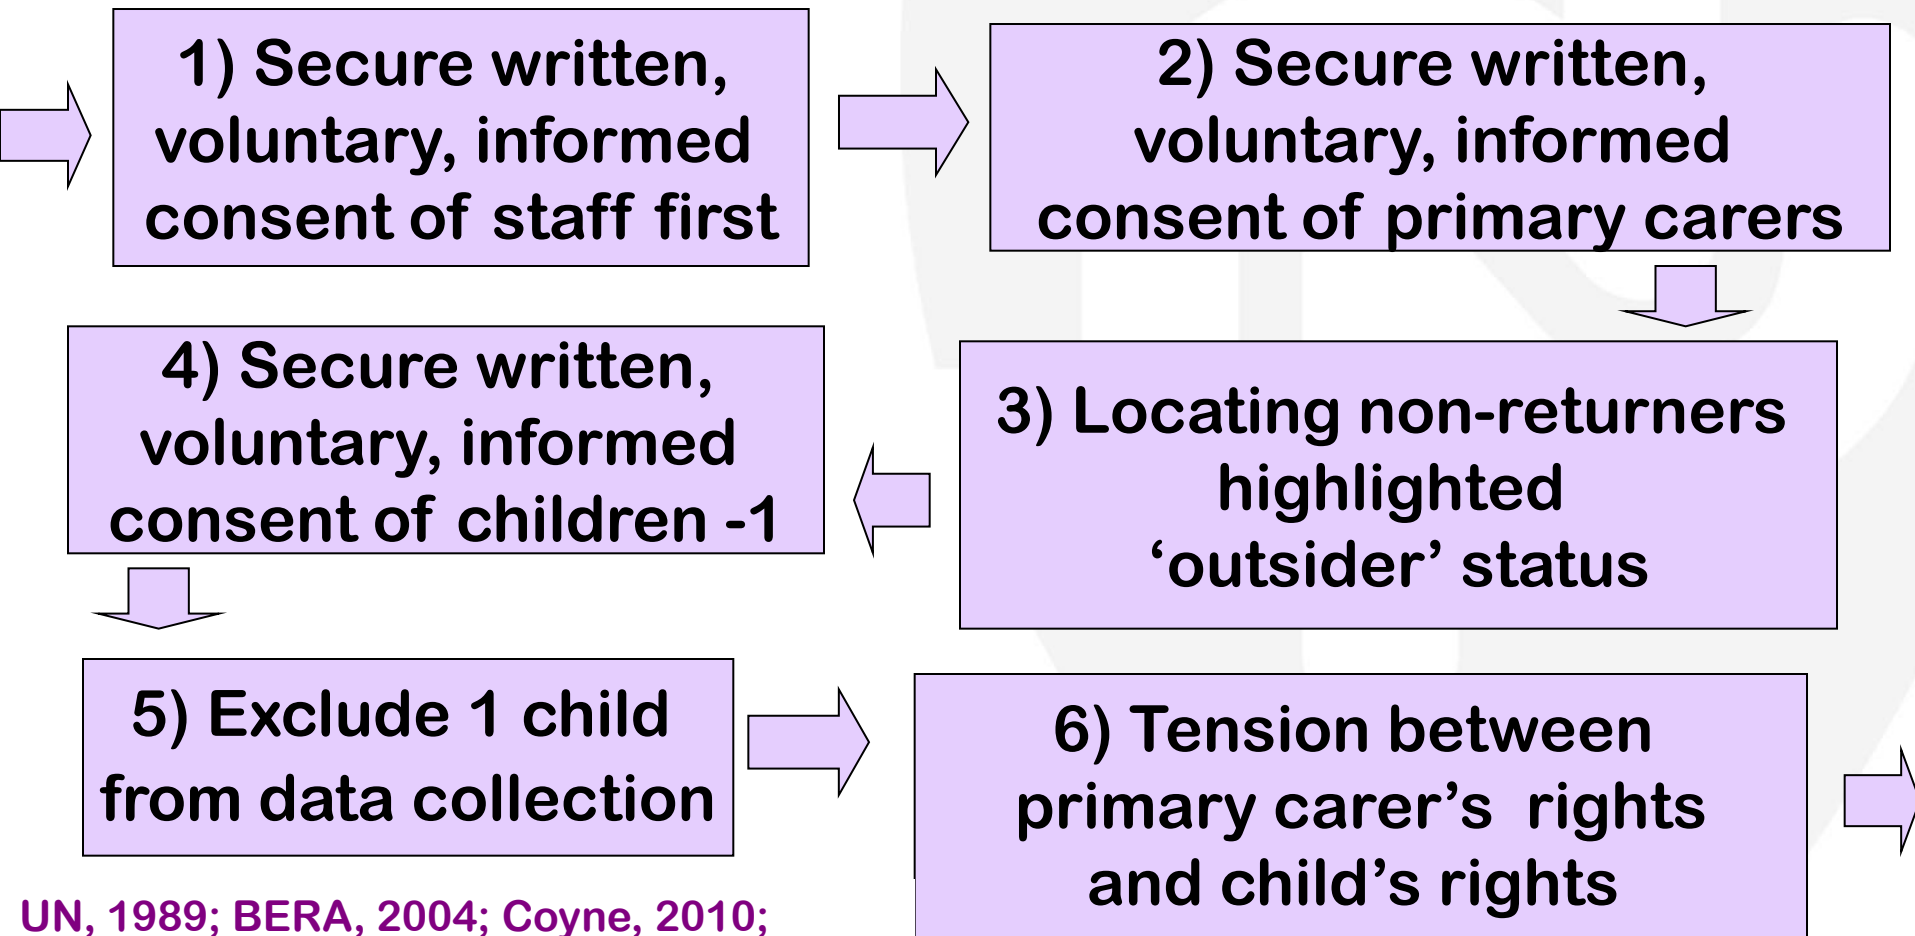 1) Secure written,
voluntary, informed
consent of staff first
2) Secure written,
voluntary, informed
consent of primary carers
3) Locating non-returners
highlighted
‘outsider’ status
4) Secure written,
voluntary, informed
consent of children -1
5) Exclude 1 child
from data collection
6) Tension between
primary carer’s rights
and child’s rights
UN, 1989; BERA, 2004; Coyne, 2010;